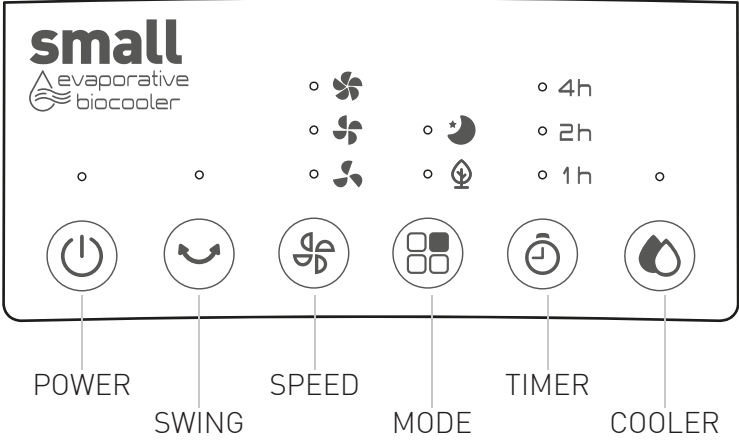 small
evaporative
biocooler
4h
2h
1h
POWER
SWING
SPEED
MODE
TIMER
COOLER